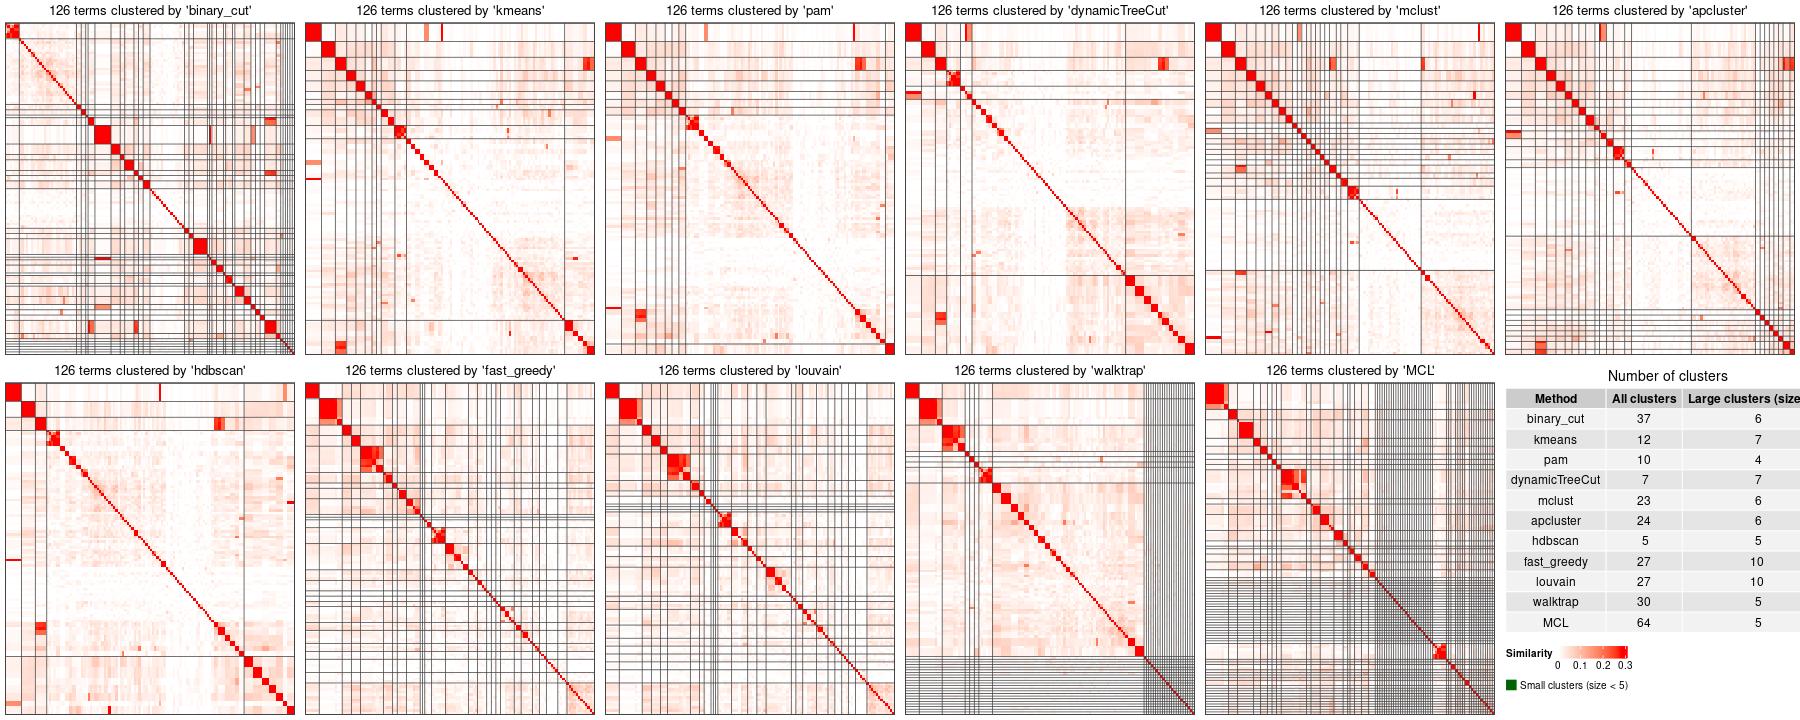 126 terms clustered by 'binary_cut'
126 terms clustered by 'kmeans'
126 terms clustered by 'pam'
126 terms clustered by 'dynamicTreeCut'
126 terms clustered by 'mclust'
126 terms clustered by 'apcluster'
126 terms clustered by 'hdbscan'
126 terms clustered by 'fast_greedy'
126 terms clustered by 'louvain'
126 terms clustered by 'walktrap'
126 terms clustered by 'MCL'
Number of clusters
Method All clusters Large clusters (size
binary_cut 37 6
kmeans 12 7
pam 10 4
dynamicTreeCut 7 7
mclust 23 6
apcluster 24 6
hdbscan 5 5
fast_greedy 27 10
louvain 27 10
walktrap 30 5
MCL 64 5
Similarity
0 0.1 0.2 0.3
Small clusters (size < 5)